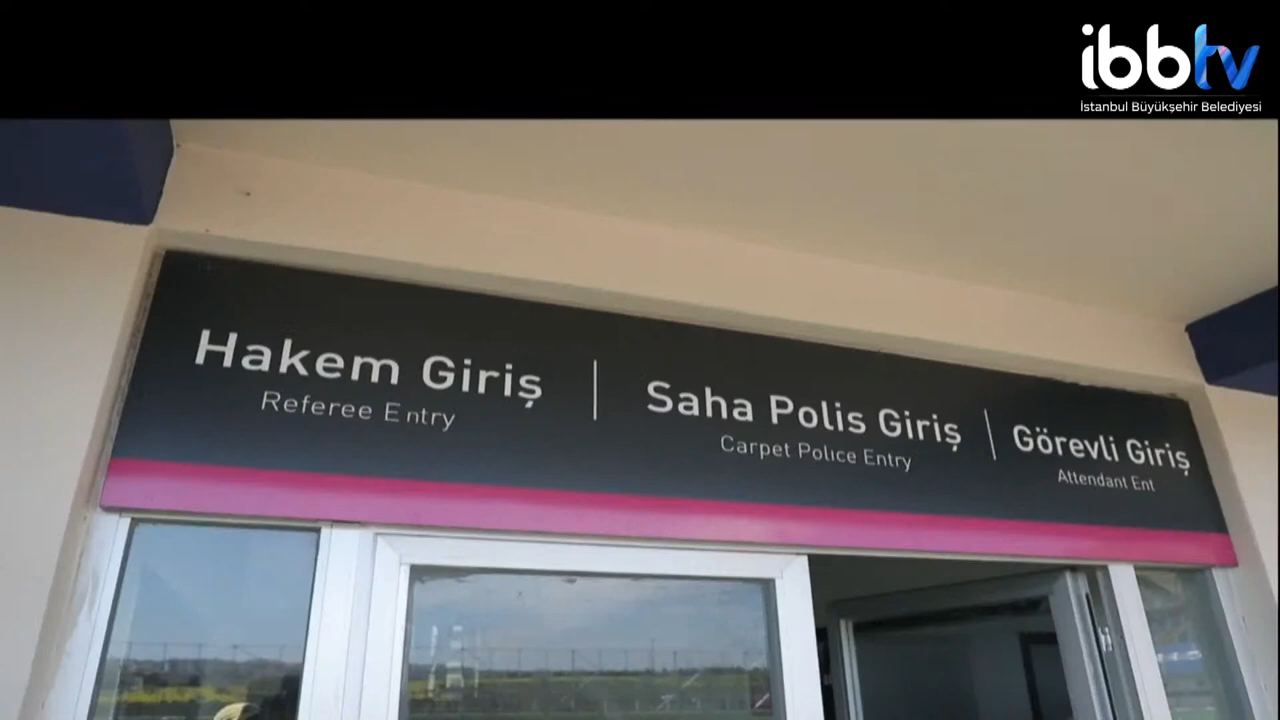 ibbtv
İstanbul Büyükşehir Belediyesi
Hakem Giriş
Referee Entry
Saha Polis Giriş
Carpet Police Entry
Görevli Giriş
Attendant Ent